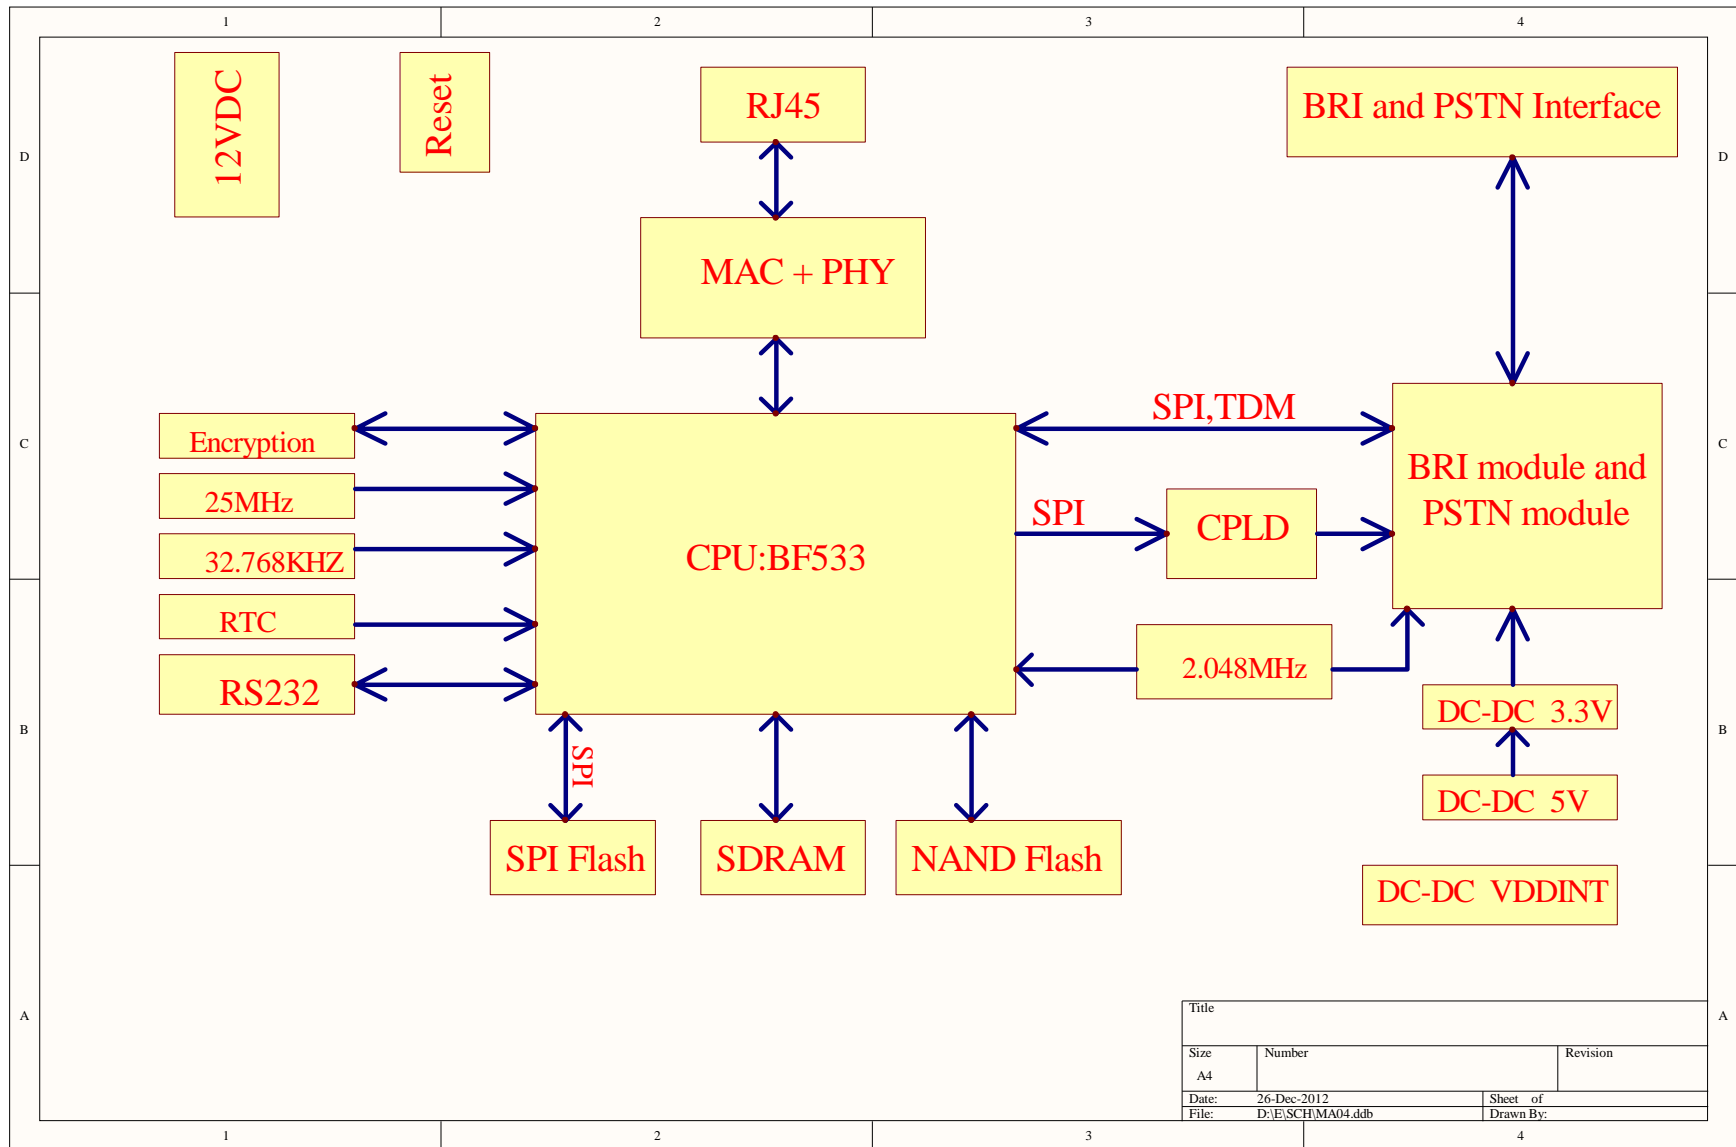 1 2 3 4
12VDC
Reset
RJ45
BRI and PSTN Interface
D D
MAC + PHY
SPI,TDM
Encryption
C C
BRI module and
PSTN module
25MHz
SPI
CPLD
32.768KHZ
CPU:BF533
RTC
2.048MHz
RS232
DC-DC 3.3V
B B
SPI
DC-DC 5V
SPI Flash
SDRAM
NAND Flash
DC-DC VDDINT
Title
A A
Size Number Revision
A4
Date: 26-Dec-2012 Sheet of
File: D:\E\SCH\MA04.ddb Drawn By:
1 2 3 4